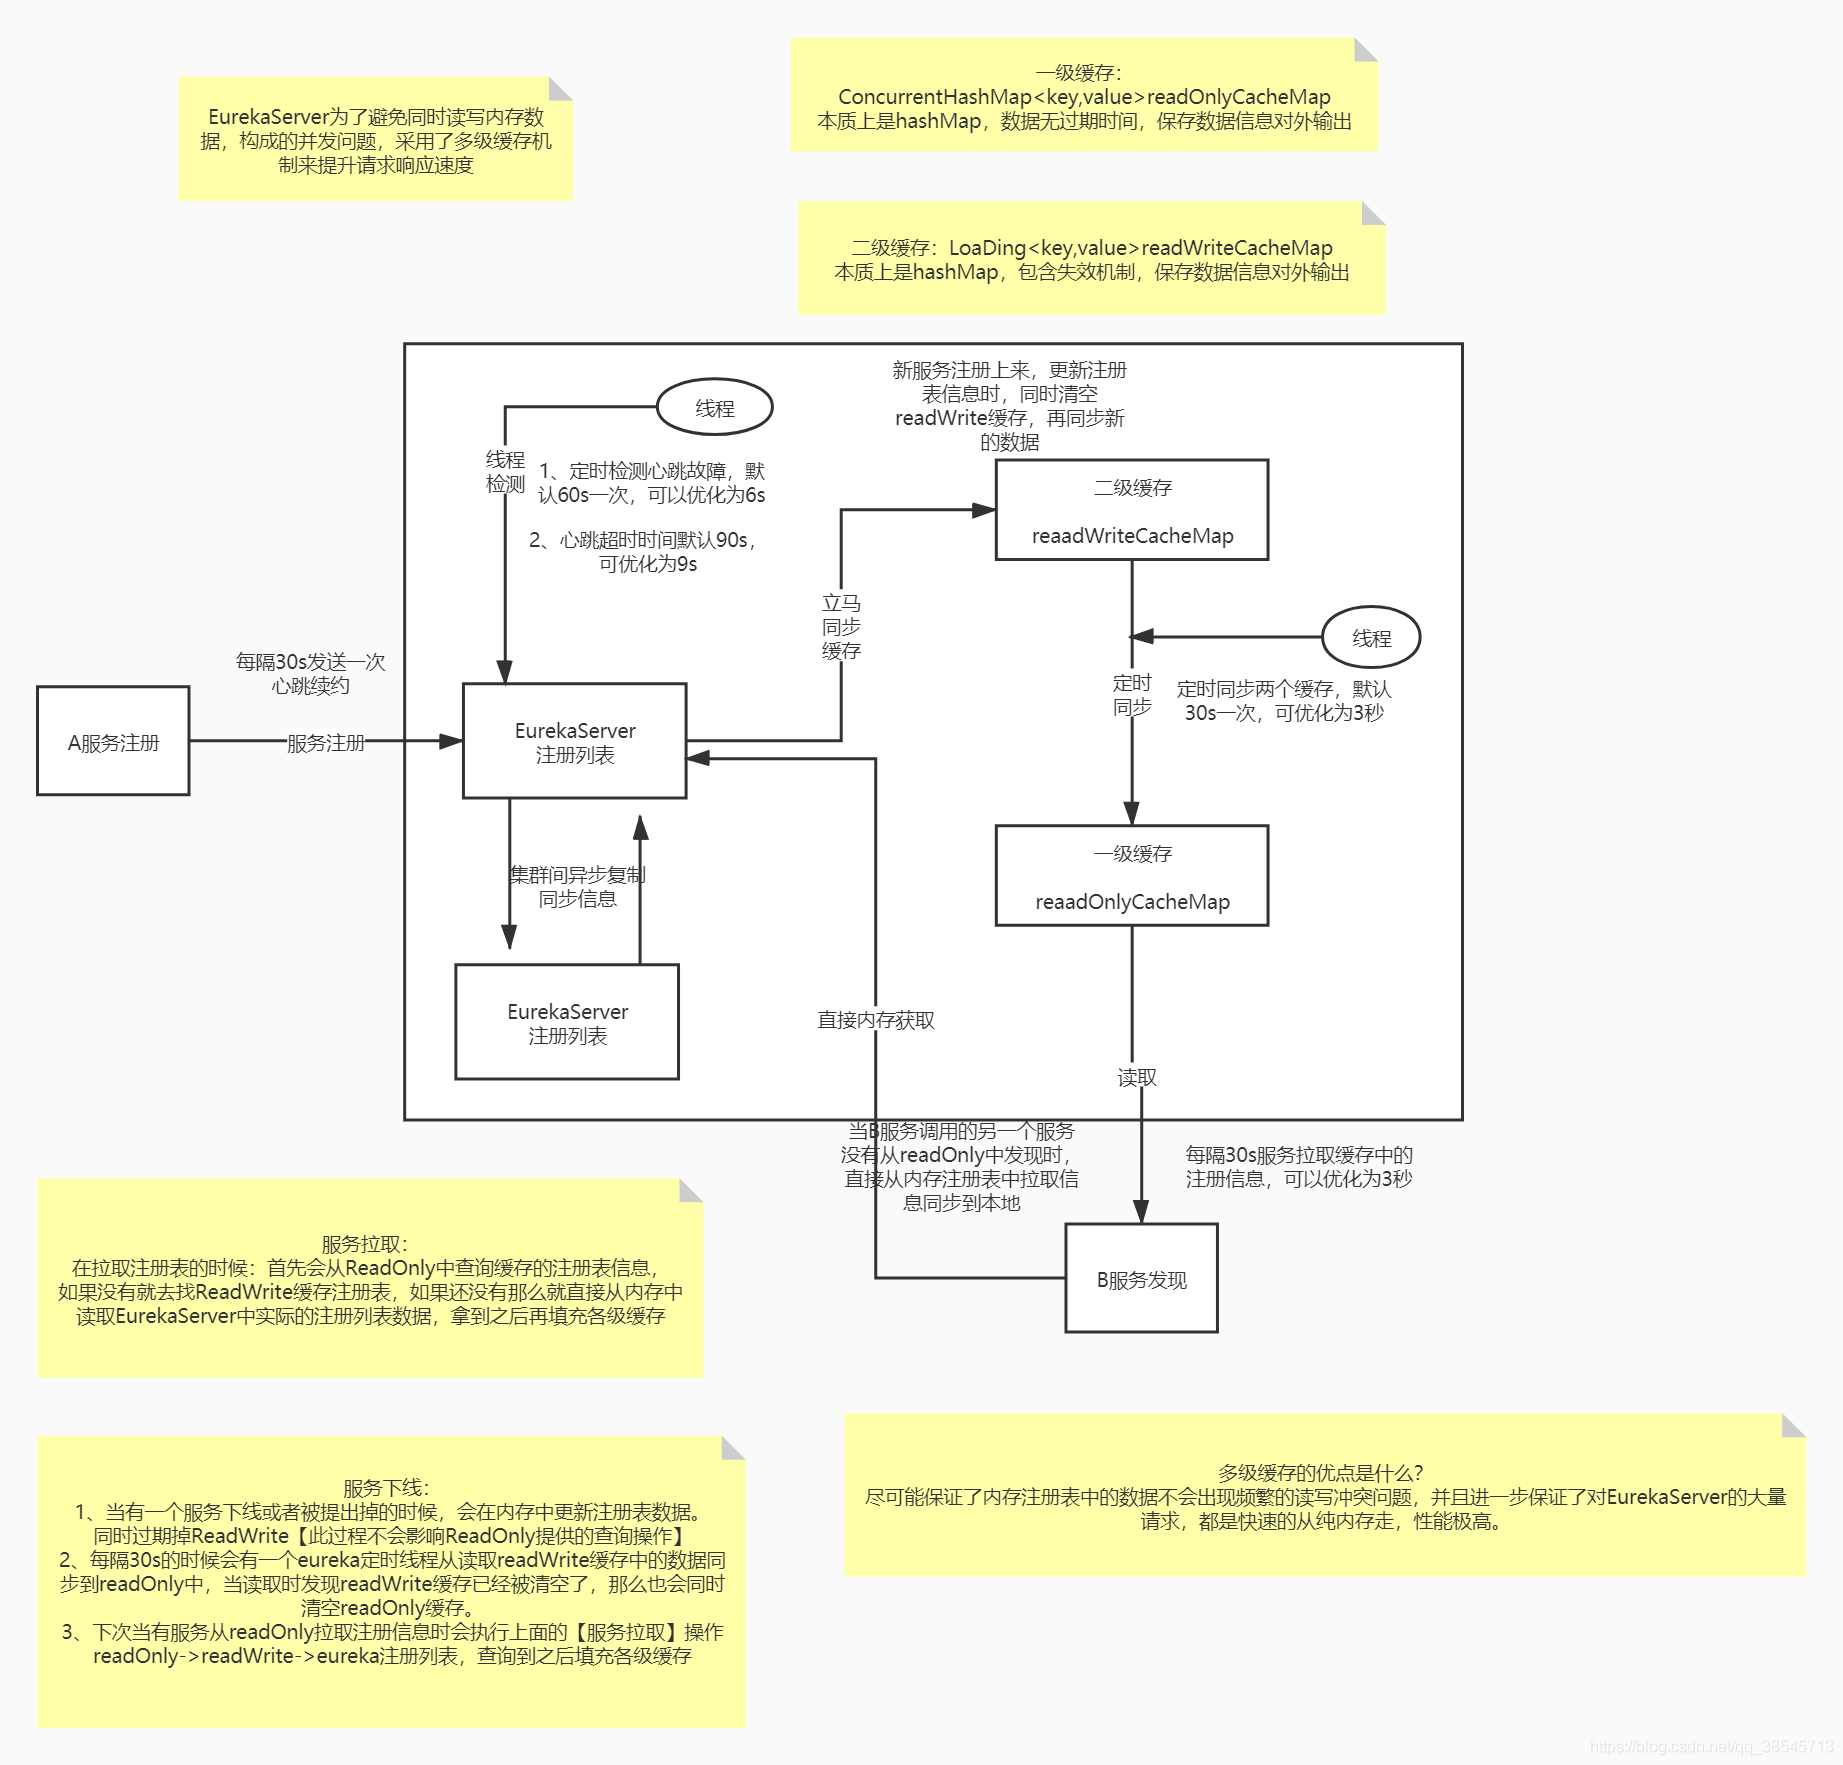 EurekaServer为了避免同时读写内存数
据，构成的并发问题，采用了多级缓存机
制来提升请求响应速度
一级缓存：
ConcurrentHashMap<key,value>readOnlyCacheMap
本质上是hashMap，数据无过期时间，保存数据信息对外输出
二级缓存：LoaDing<key,value>readWriteCacheMap
本质上是hashMap，包含失效机制，保存数据信息对外输出
新服务注册上来，更新注册
表信息时，同时清空
readWrite缓存，再同步新
的数据
线程
线程
检测
1、定时检测心跳故障，默
认60s一次，可以优化为6s
2、心跳超时时间默认90s，
可优化为9s
二级缓存
reaadWriteCacheMap
立马
同步
缓存
线程
定时
同步
定时同步两个缓存，默认
30s一次，可优化为3秒
每隔30s发送一次
心跳续约
A服务注册
服务注册
EurekaServer
注册列表
一级缓存
reaadOnlyCacheMap
集群间异步复制
同步信息
EurekaServer
注册列表
直接内存获取
读取
当B服务调用的另一个服务
没有从readOnly中发现时，
直接从内存注册表中拉取信
息同步到本地
每隔30s服务拉取缓存中的
注册信息，可以优化为3秒
B服务发现
服务拉取：
在拉取注册表的时候：首先会从ReadOnly中查询缓存的注册表信息，
如果没有就去找ReadWrite缓存注册表，如果还没有那么就直接从内存中
读取EurekaServer中实际的注册列表数据，拿到之后再填充各级缓存
服务下线：
1、当有一个服务下线或者被提出掉的时候，会在内存中更新注册表数据。
同时过期掉ReadWrite【此过程不会影响ReadOnly提供的查询操作】
2、每隔30s的时候会有一个eureka定时线程从读取readWrite缓存中的数据同
步到readOnly中，当读取时发现readWrite缓存已经被清空了，那么也会同时
清空readOnly缓存。
3、下次当有服务从readOnly拉取注册信息时会执行上面的【服务拉取】操作
readOnly->readWrite->eureka注册列表，查询到之后填充各级缓存
多级缓存的优点是什么？
尽可能保证了内存注册表中的数据不会出现频繁的读写冲突问题，并且进一步保证了对EurekaServer的大量
请求，都是快速的从纯内存走，性能极高。
https://blog.csdn.net/qq_38545713